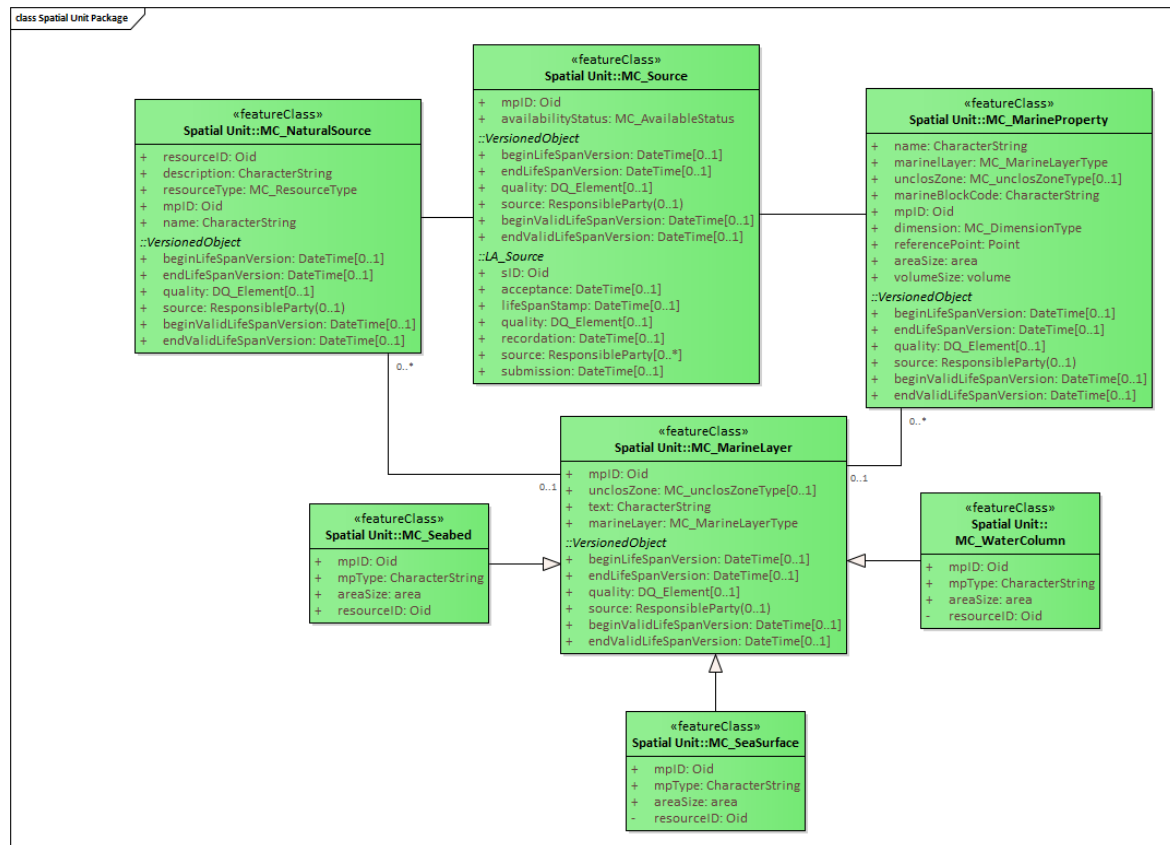 class Spatial Unit Package
«featureClass»
Spatial Unit::MC_NaturalSource
+ resourceID: Oid
+ description: CharacterString
+ resourceType: MC_ResourceType
+ mpID: Oid
+ name: CharacterString
::VersionedObject
+ beginLifeSpanVersion: DateTime[0..1]
+ endLifeSpanVersion: DateTime[0..1]
+ quality: DQ_Element[0..1]
+ source: ResponsibleParty(0..1)
+ beginValidLifeSpanVersion: DateTime[0..1]
+ endValidLifeSpanVersion: DateTime[0..1]
«featureClass»
Spatial Unit::MC_Source
+ mpID: Oid
+ availabilityStatus: MC_AvailableStatus
::VersionedObject
+ beginLifeSpanVersion: DateTime[0..1]
+ endLifeSpanVersion: DateTime[0..1]
+ quality: DQ_Element[0..1]
+ source: ResponsibleParty(0..1)
+ beginValidLifeSpanVersion: DateTime[0..1]
+ endValidLifeSpanVersion: DateTime[0..1]
::LA_Source
+ sID: Oid
+ acceptance: DateTime[0..1]
+ lifeSpanStamp: DateTime[0..1]
+ quality: DQ_Element[0..1]
+ recordation: DateTime[0..1]
+ source: ResponsibleParty[0..*]
+ submission: DateTime[0..1]
«featureClass»
Spatial Unit::MC_MarineProperty
+ name: CharacterString
+ marinelLayer: MC_MarineLayerType
+ unclosZone: MC_unclosZoneType[0..1]
+ marineBlockCode: CharacterString
+ mpID: Oid
+ dimension: MC_DimensionType
+ referencePoint: Point
+ areaSize: area
+ volumeSize: volume
::VersionedObject
+ beginLifeSpanVersion: DateTime[0..1]
+ endLifeSpanVersion: DateTime[0..1]
+ quality: DQ_Element[0..1]
+ source: ResponsibleParty(0..1)
+ beginValidLifeSpanVersion: DateTime[0..1]
+ endValidLifeSpanVersion: DateTime[0..1]
0..*
0..1
0..*
0..1
«featureClass»
Spatial Unit::MC_MarineLayer
+ mpID: Oid
+ unclosZone: MC_unclosZoneType[0..1]
+ text: CharacterString
+ marineLayer: MC_MarineLayerType
::VersionedObject
+ beginLifeSpanVersion: DateTime[0..1]
+ endLifeSpanVersion: DateTime[0..1]
+ quality: DQ_Element[0..1]
+ source: ResponsibleParty(0..1)
+ beginValidLifeSpanVersion: DateTime[0..1]
+ endValidLifeSpanVersion: DateTime[0..1]
«featureClass»
Spatial Unit::MC_Seabed
+ mpID: Oid
+ mpType: CharacterString
+ areaSize: area
+ resourceID: Oid
«featureClass»
Spatial Unit::
MC_WaterColumn
+ mpID: Oid
+ mpType: CharacterString
+ areaSize: area
- resourceID: Oid
«featureClass»
Spatial Unit::MC_SeaSurface
+ mpID: Oid
+ mpType: CharacterString
+ areaSize: area
- resourceID: Oid